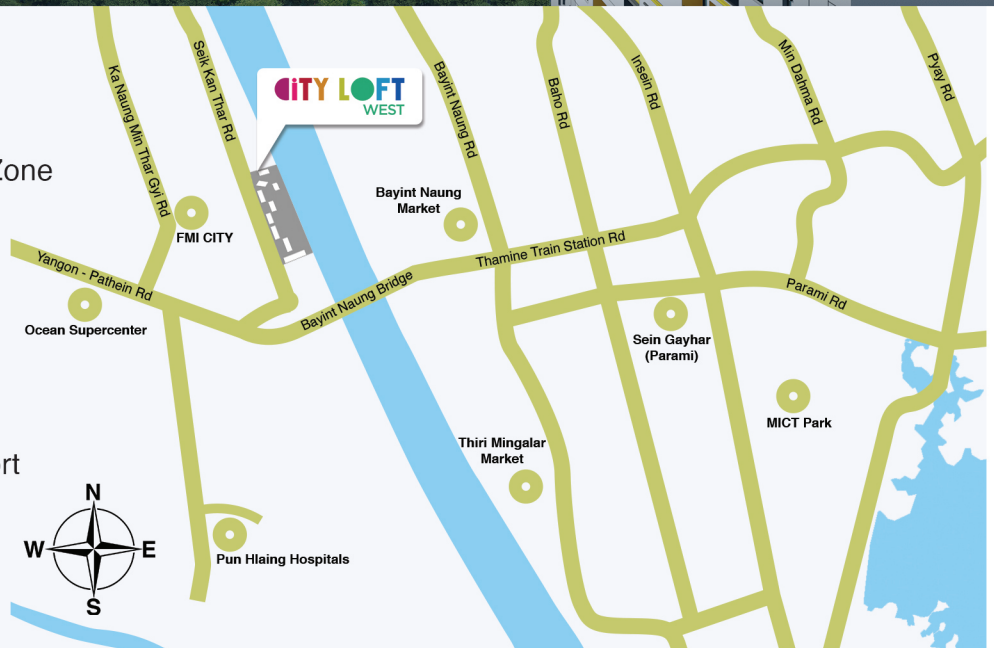 Ka Naung Min Thar Gyi Rd
Seik Kan Thar Rd
CiTY LOFT
WEST
Bayint Naung Rd
Baho Rd
Insein Rd
Min Dahma Rd
Pyay Rd
Zone
Bayint Naung
Market
FMI CITY
Yangon - Pathein Rd
Thamine Train Station Rd
Bayint Naung Bridge
Parami Rd
Ocean Supercenter
Sein Gayhar
(Parami)
MICT Park
Thiri Mingalar
Market
rt
N
W
E
S
Pun Hlaing Hospitals